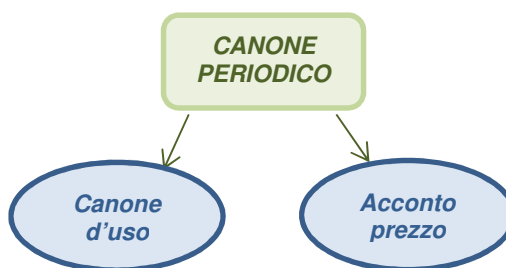 CANONE
PERIODICO
Canone
d'uso
Acconto
prezzo